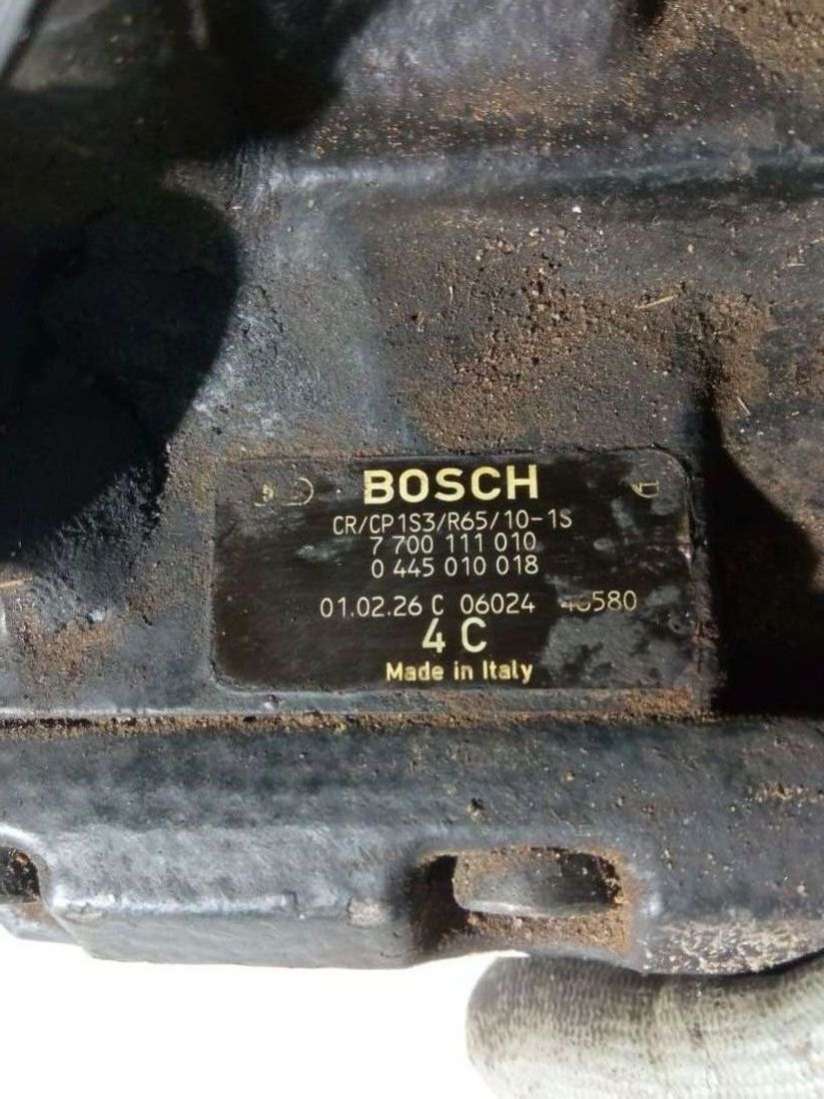 BOSCH
CR/CP1S3/R65/10-1S
7 700 111 010
0 445 010 018
01.02.26 C 06024
4 C
Made in Italy